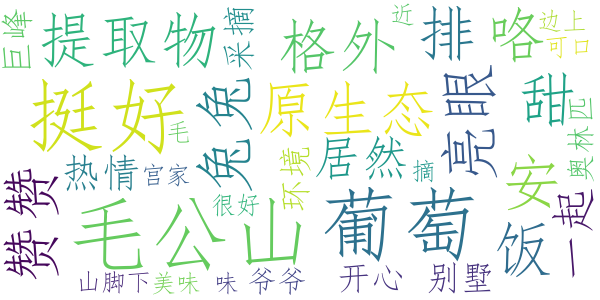 巨峰
提取物
采摘
格外
近
排
咯
边上
可口
挺好
毛
兔兔
原生态
亮眼
甜
奥林匹
赞赞
热情
宫家
环境
居然
摘
安
一起
毛公山
很好
葡萄
饭
山脚下
美味
味
爷爷
开心
别墅